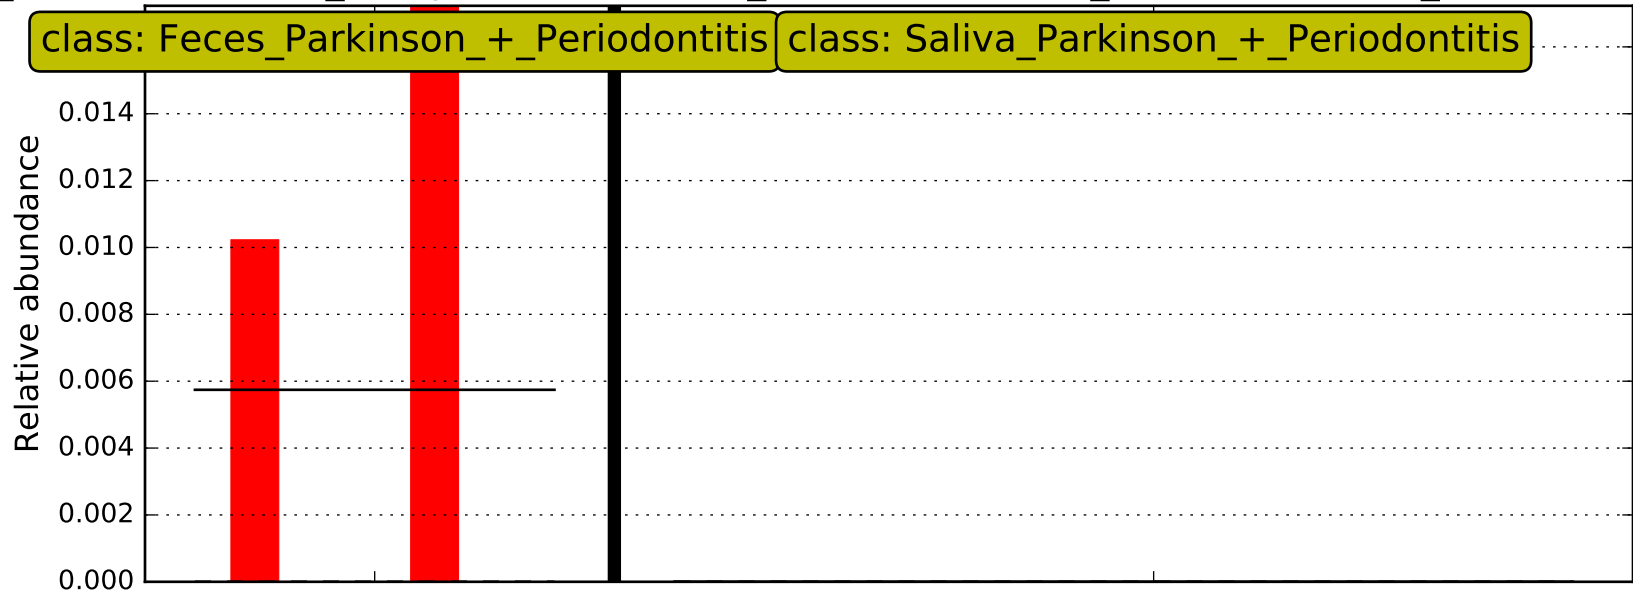 class: Feces_Parkinson_+_Periodontitis
class: Saliva_Parkinson_+_Periodontitis
Relative abundance
0.014
0.012
0.010
0.008
0.006
0.004
0.002
0.000